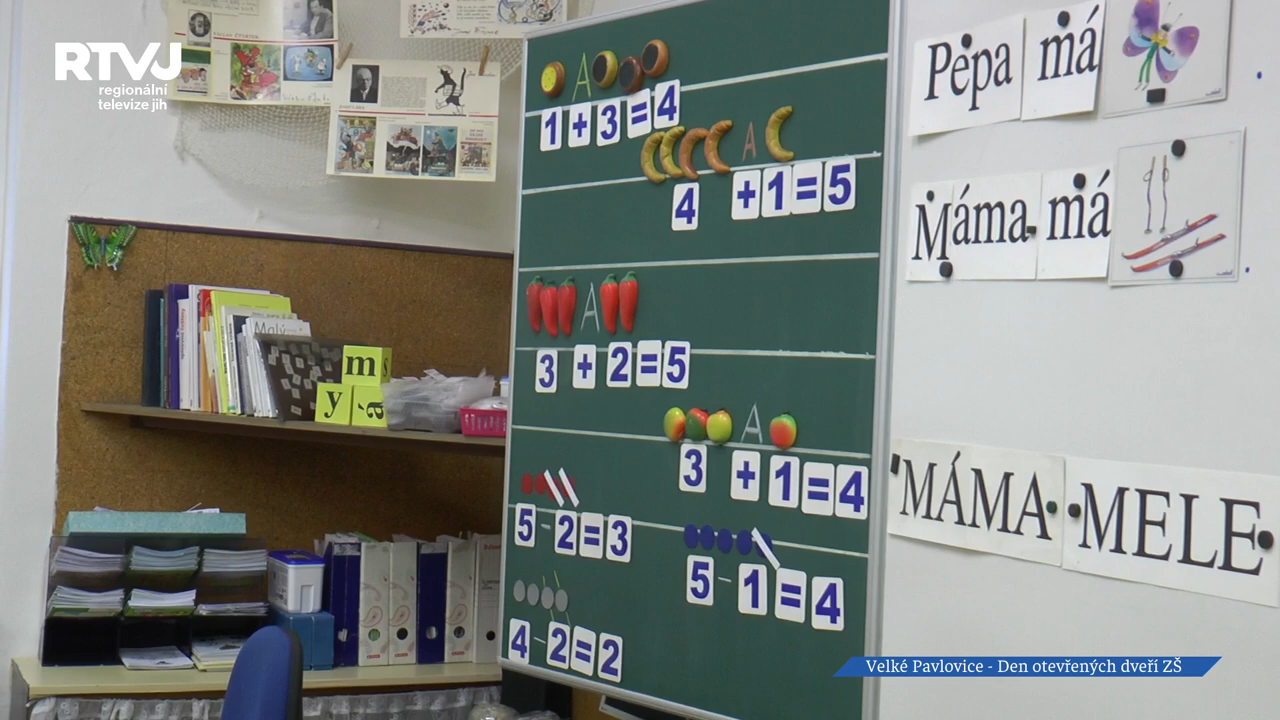 RTVJ
regionální
televize jih
A
1+3=4
A
4 +1=5
A
3 + 2=5
A
3 +1=4
5-2=3
5-1=4
4-2=2
Pepa má
Máma má
MÁMA MELE
Malý
m s
y á
Velké Pavlovice - Den otevřených dveří ZŠ